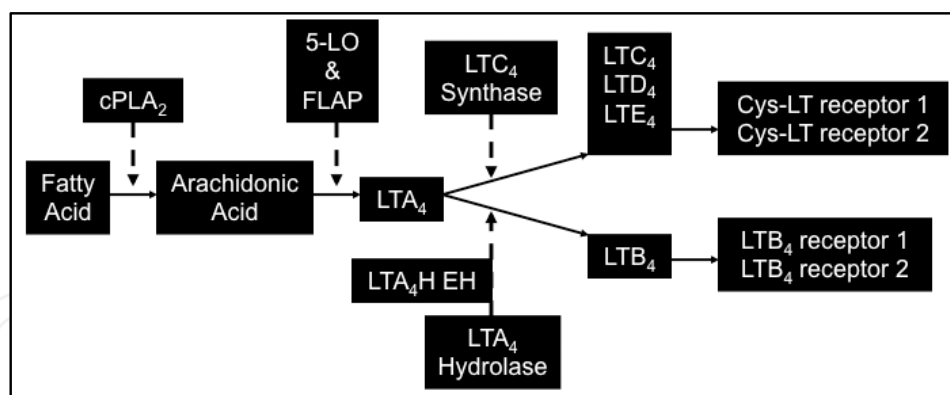 cPLA₂
5-LO
&
FLAP
LTC₄
Synthase
LTC₄
LTD₄
LTE₄
Cys-LT receptor 1
Cys-LT receptor 2
Fatty
Acid
Arachidonic
Acid
LTA₄
LTB₄
LTB₄ receptor 1
LTB₄ receptor 2
LTA₄H EH
LTA₄
Hydrolase